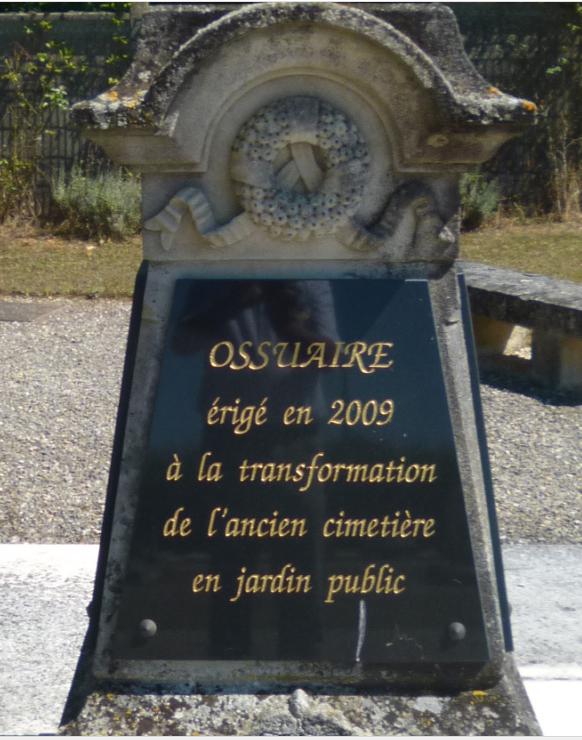 OSSUAIRE
érigé en 2009
à la transformation
de l'ancien cimetière
en jardin public